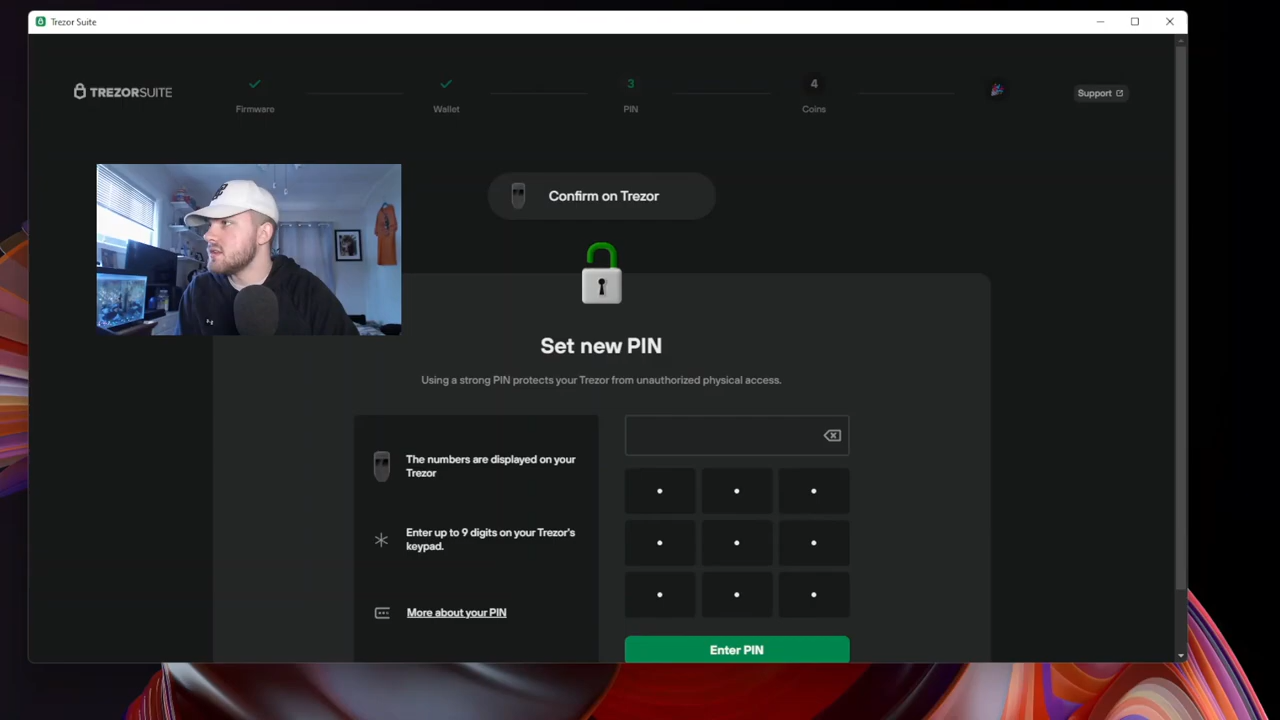 Trezor Suite
TREZORSUITE
Firmware
Wallet
3
PIN
4
Coins
Support
Confirm on Trezor
Set new PIN
Using a strong PIN protects your Trezor from unauthorized physical access.
The numbers are displayed on your
Trezor
Enter up to 9 digits on your Trezor's
keypad.
More about your PIN
Enter PIN